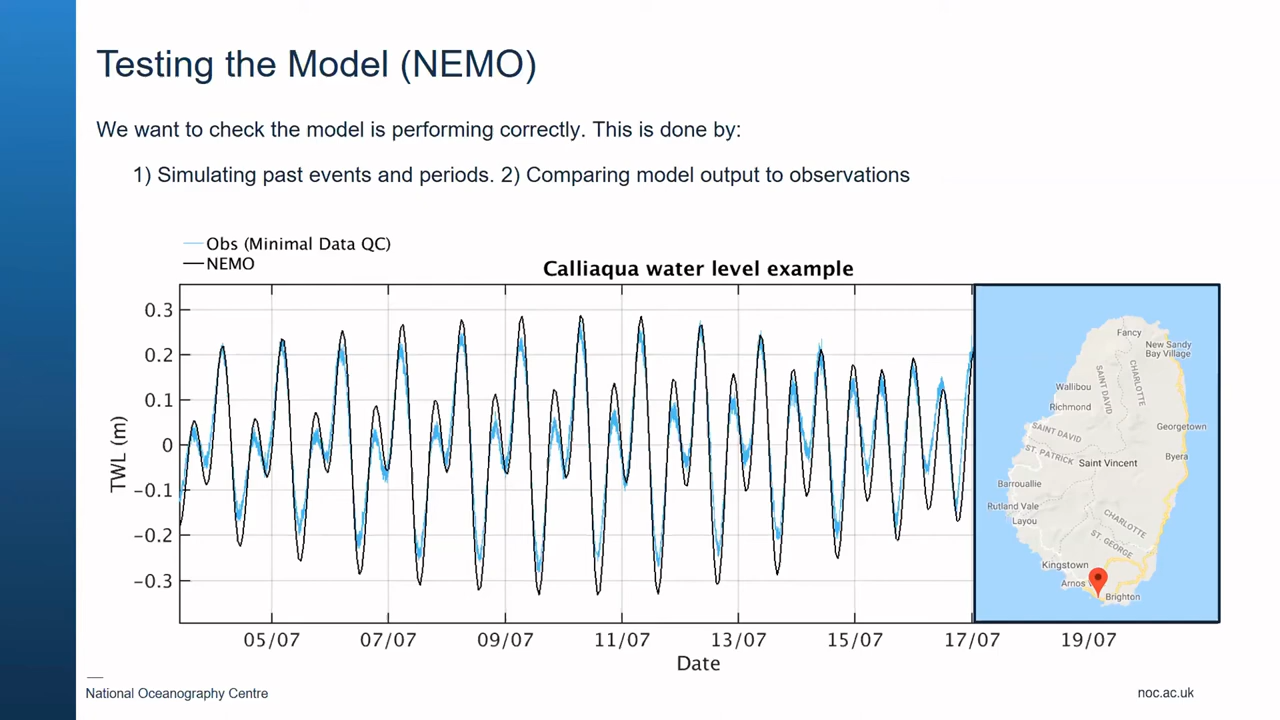 Testing the Model (NEMO)
We want to check the model is performing correctly. This is done by:
1) Simulating past events and periods. 2) Comparing model output to observations
Obs (Minimal Data QC)
NEMO
Calliaqua water level example
0.3
0.2
0.1
0
−0.1
−0.2
−0.3
TWL (m)
05/07 07/07 09/07 11/07 13/07 15/07 17/07 19/07
Date
Fancy
New Sandy
Bay Village
SAINT DAVID
CHARLOTTE
Wallibou
Richmond
Georgetown
SAINT DAVID
ST. PATRICK
Saint Vincent
Byera
Barrouallie
Rutland Vale
Layou
CHARLOTTE
ST. GEORGE
Kingstown
Arnos
Brighton
National Oceanography Centre
noc.ac.uk